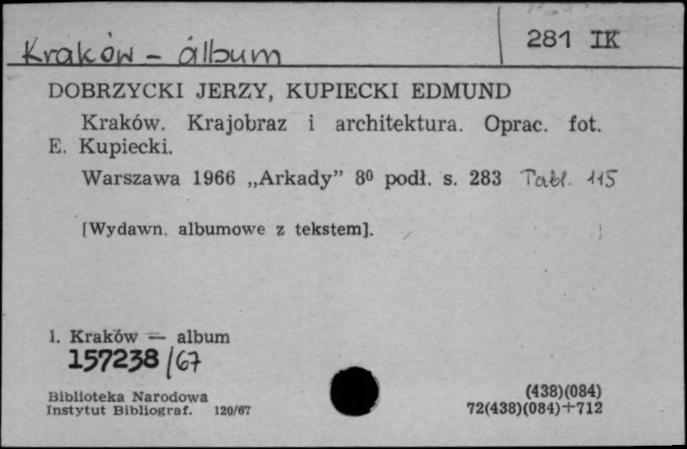 Kraków - album
281 IK
DOBRZYCKI JERZY, KUPIECKI EDMUND
Kraków. Krajobraz i architektura. Oprac. fot.
E. Kupiecki.
Warszawa 1966 „Arkady” 8⁰ podł. s. 283 Tabl. 115
[Wydawn. albumowe z tekstem].
1. Kraków — album
157238/67
Biblioteka Narodowa
Instytut Bibliograf. 120/67
(438)(084)
72(438)(084)+712